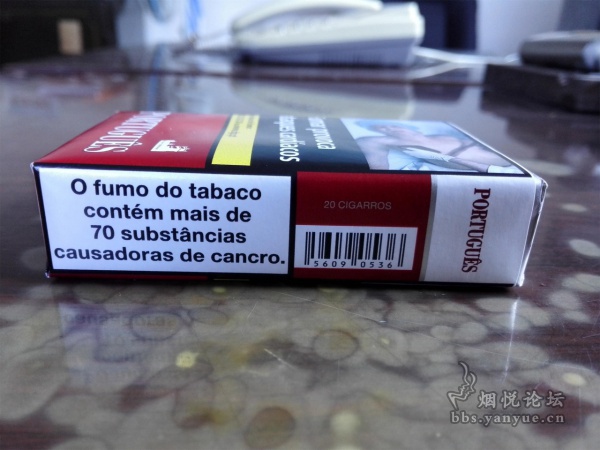 PORTUGUÊS
O fumo do tabaco
contém mais de
70 substâncias
causadoras de cancro.
20 CIGARROS
5609 0536
PORTUGUÊS
烟悦论坛
bbs.yanyue.cn